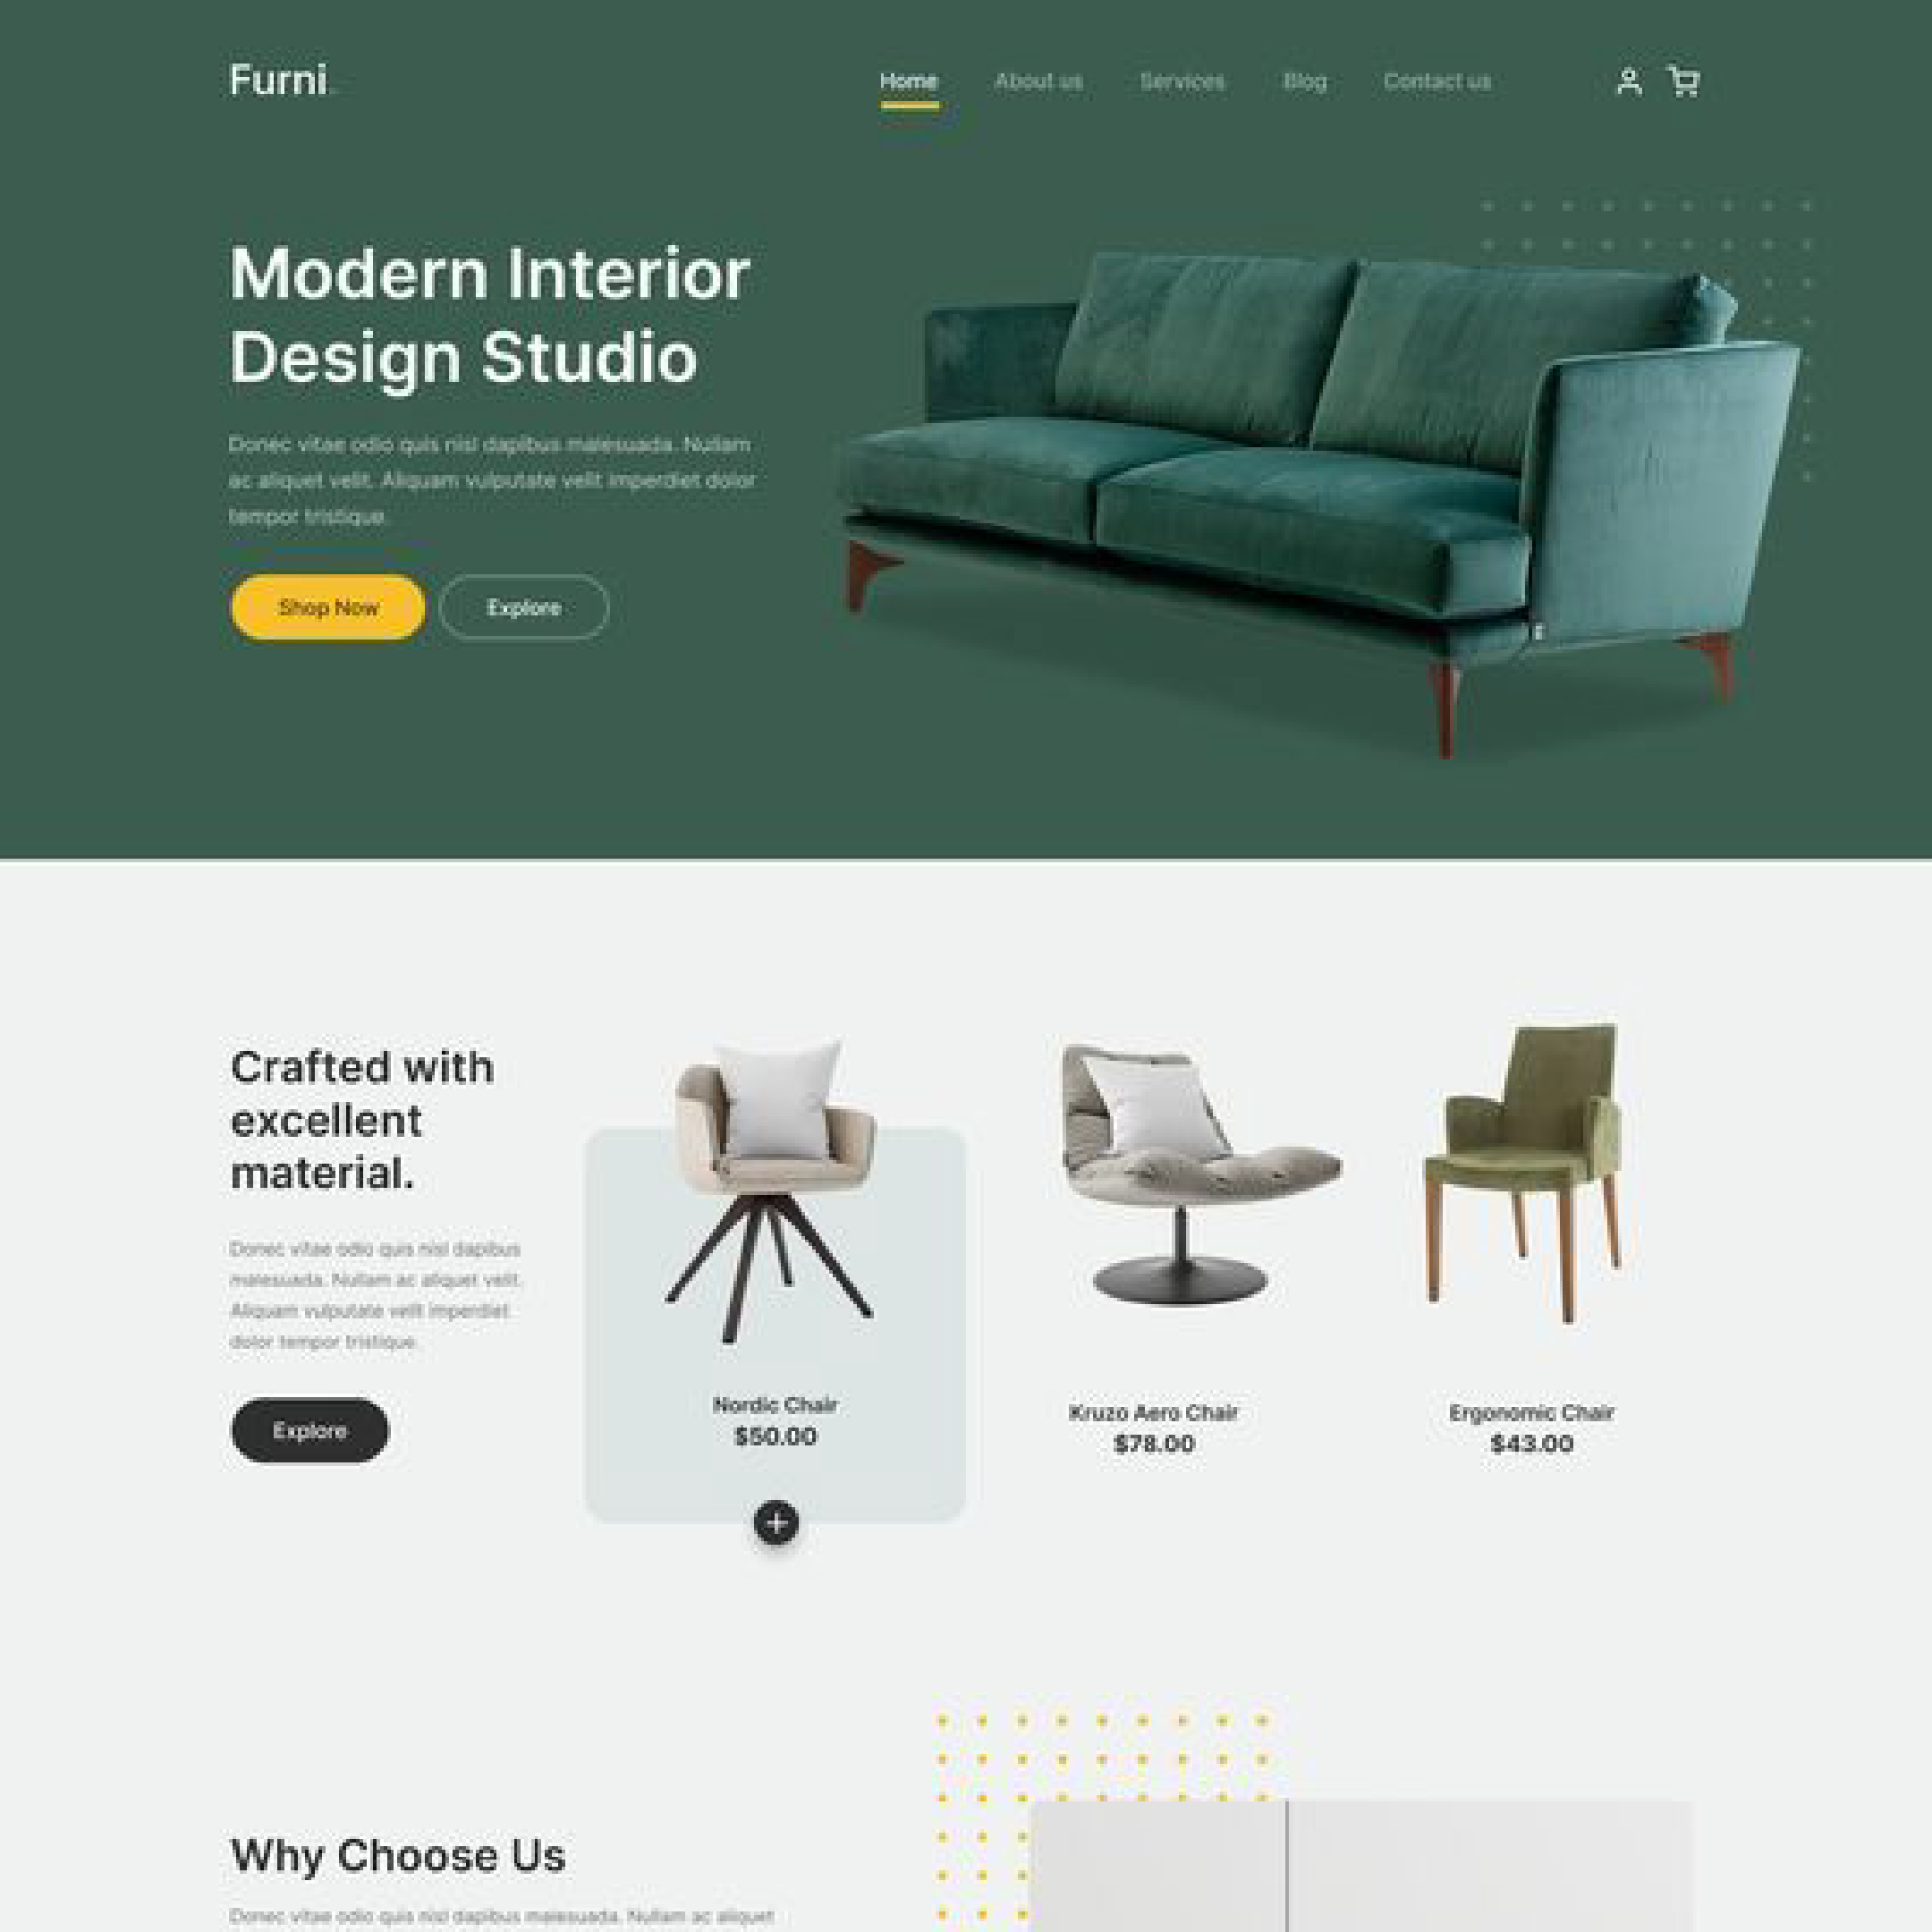 Furni.
Home About us Services Blog Contact us
Modern Interior
Design Studio
Donec vitae odio quis nisl dapibus malesuada. Nullam
ac aliquet velit. Aliquam vulputate velit imperdiet dolor
tempor tristique.
Shop Now Explore
Crafted with
excellent
material.
Donec vitae odio quis nisl dapibus
malesuada. Nullam ac aliquet velit.
Aliquam vulputate velit imperdiet
dolor tempor tristique.
Explore
Nordic Chair
$50.00
Kruzo Aero Chair
$78.00
Ergonomic Chair
$43.00
Why Choose Us
Donec vitae odio quis nisl dapibus malesuada. Nullam ac aliquet